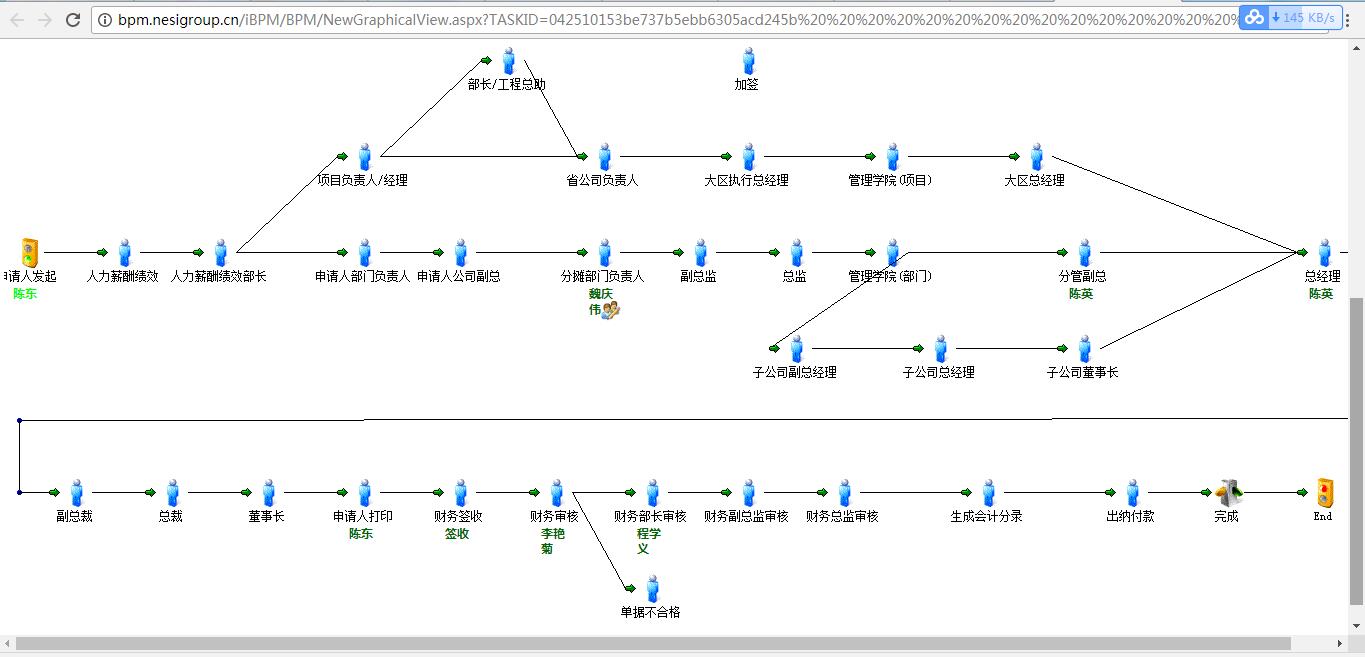 bpm.nesigroup.cn/iBPM/BPM/NewGraphicalView.aspx?TASKID=042510153be737b5ebb6305acd245b%20%20%20%20%20%20%20%20%20%20%20%20%20%20%
145 KB/s
部长/工程总助
加签
项目负责人/经理
省公司负责人
大区执行总经理
管理学院(项目)
大区总经理
申请人发起
人力薪酬绩效
人力薪酬绩效部长
申请人部门负责人
申请人公司副总
分摊部门负责人
副总监
总监
管理学院(部门)
分管副总
总经理
陈东
魏庆
伟
陈英
陈英
子公司副总经理
子公司总经理
子公司董事长
副总裁
总裁
董事长
申请人打印
财务签收
财务审核
财务部长审核
财务副总监审核
财务总监审核
生成会计分录
出纳付款
完成
End
陈东
签收
李艳
菊
程学
义
单据不合格